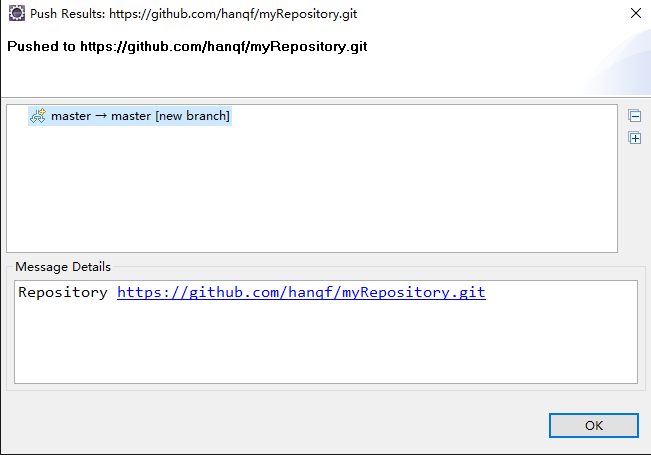 Push Results: https://github.com/hanqf/myRepository.git
Pushed to https://github.com/hanqf/myRepository.git
master → master [new branch]
Message Details
Repository https://github.com/hanqf/myRepository.git
OK